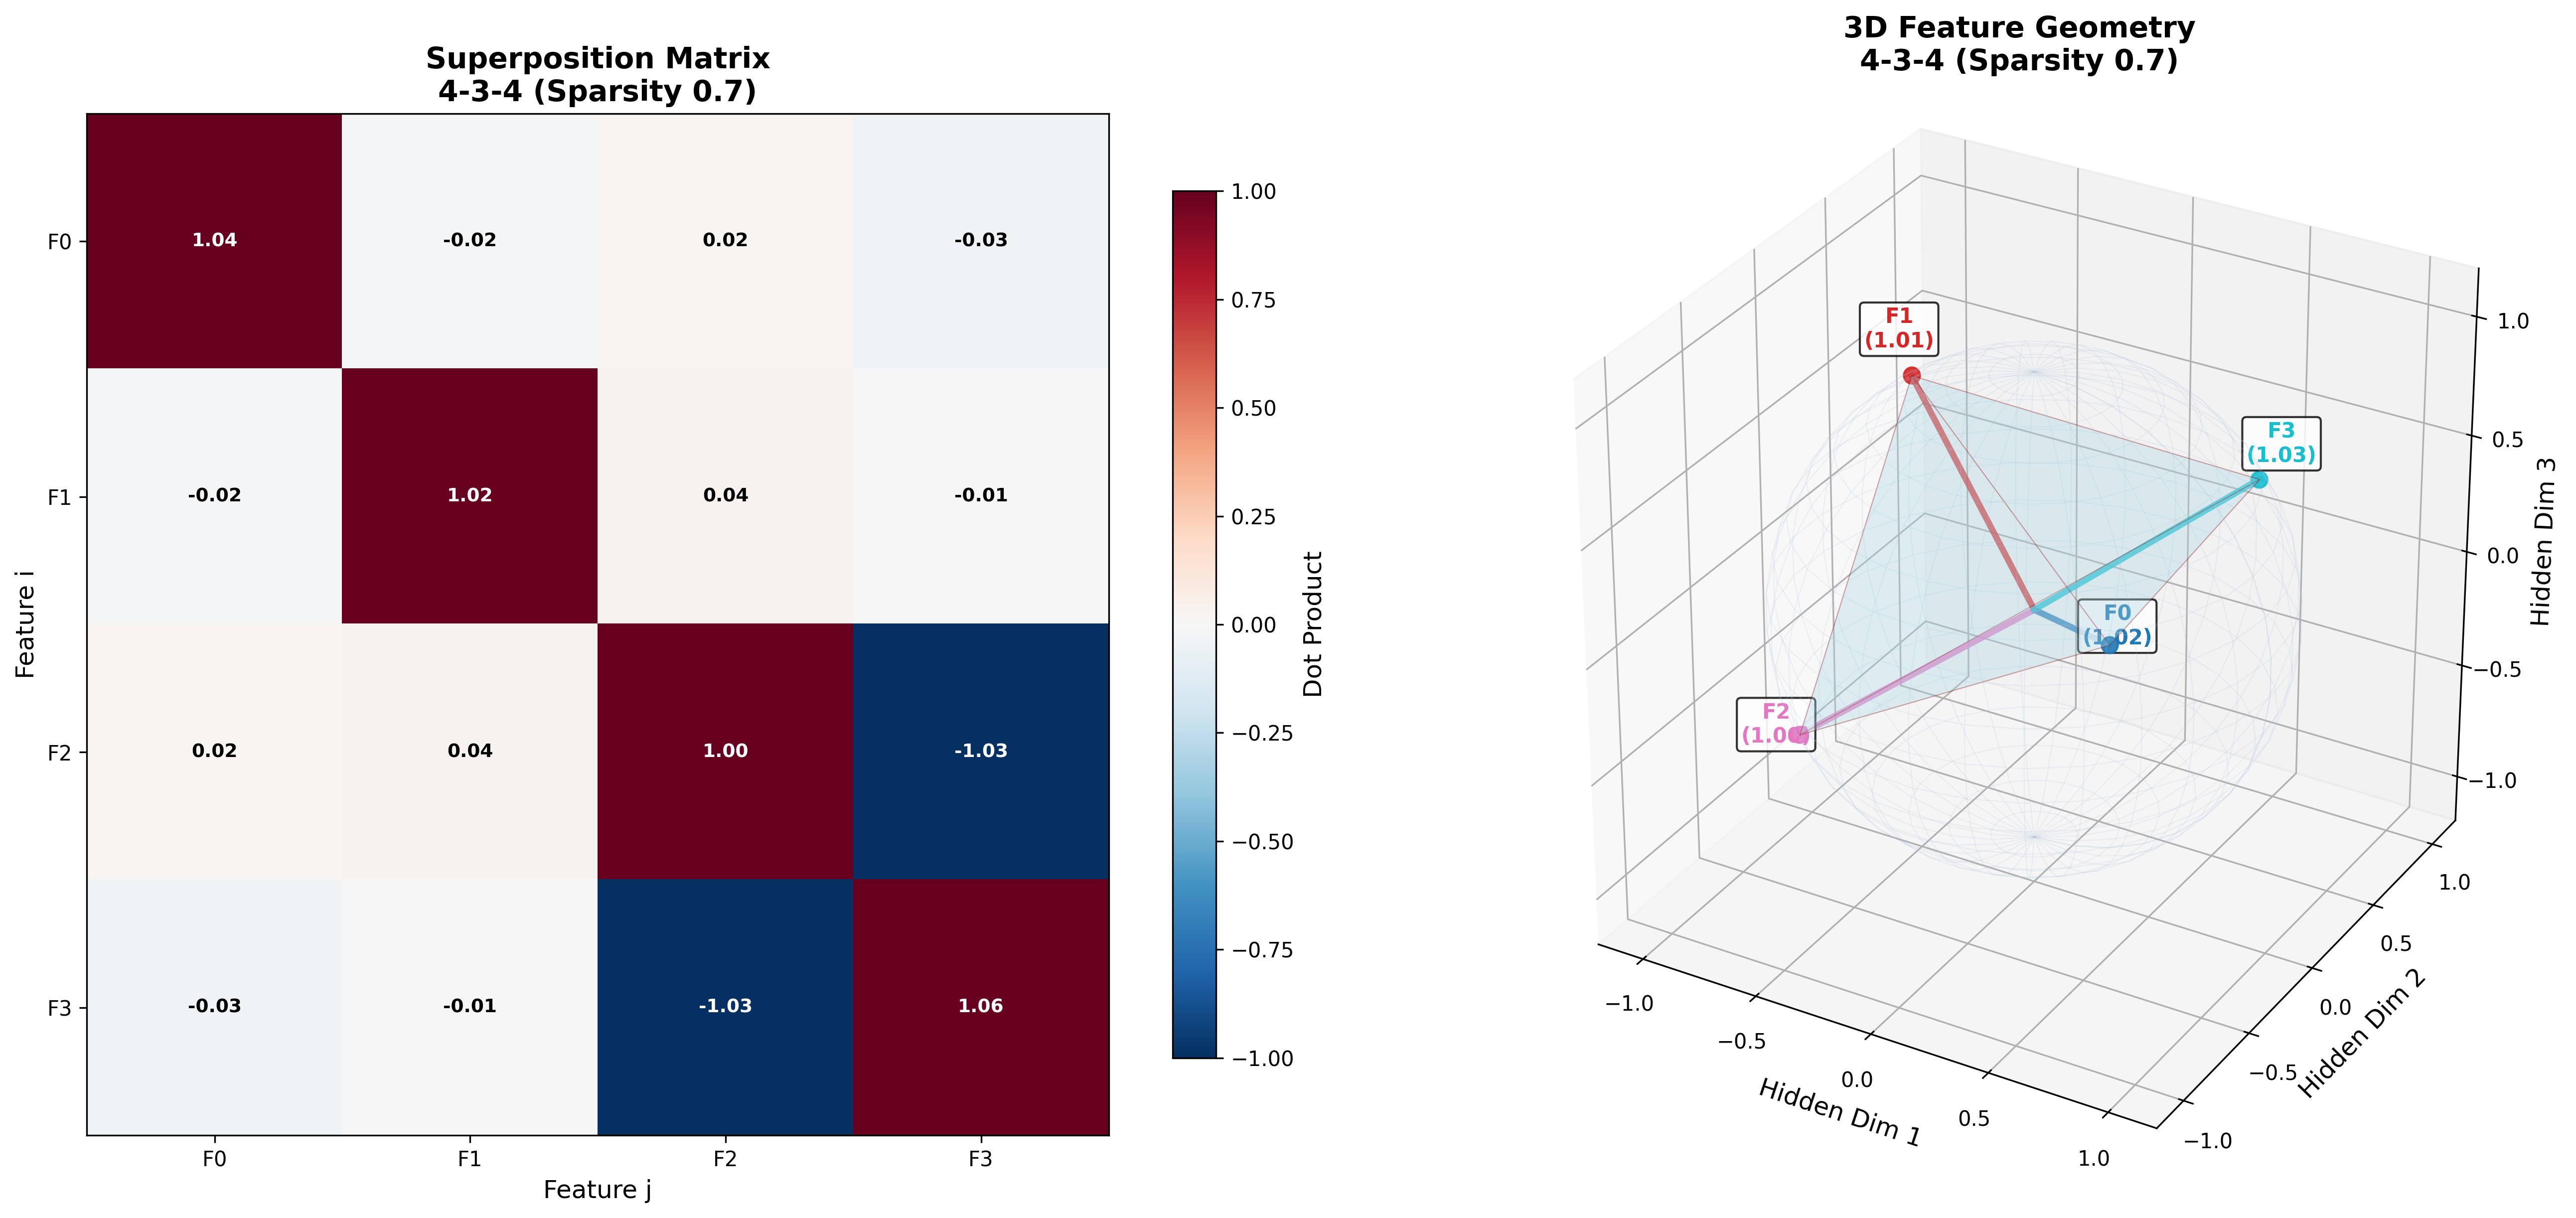 Superposition Matrix
4-3-4 (Sparsity 0.7)
F0
F1
F2
F3
Feature i
1.04
-0.02
0.02
-0.03
-0.02
1.02
0.04
-0.01
0.02
0.04
1.00
-1.03
-0.03
-0.01
-1.03
1.06
F0
F1
F2
F3
Feature j
1.00
0.75
0.50
0.25
0.00
−0.25
−0.50
−0.75
−1.00
Dot Product
3D Feature Geometry
4-3-4 (Sparsity 0.7)
F1
(1.01)
F3
(1.03)
F0
(1.02)
F2
1.0
0.5
0.0
−0.5
−1.0
Hidden Dim 3
−1.0
−0.5
0.0
0.5
1.0
Hidden Dim 1
1.0
0.5
0.0
−0.5
−1.0
Hidden Dim 2